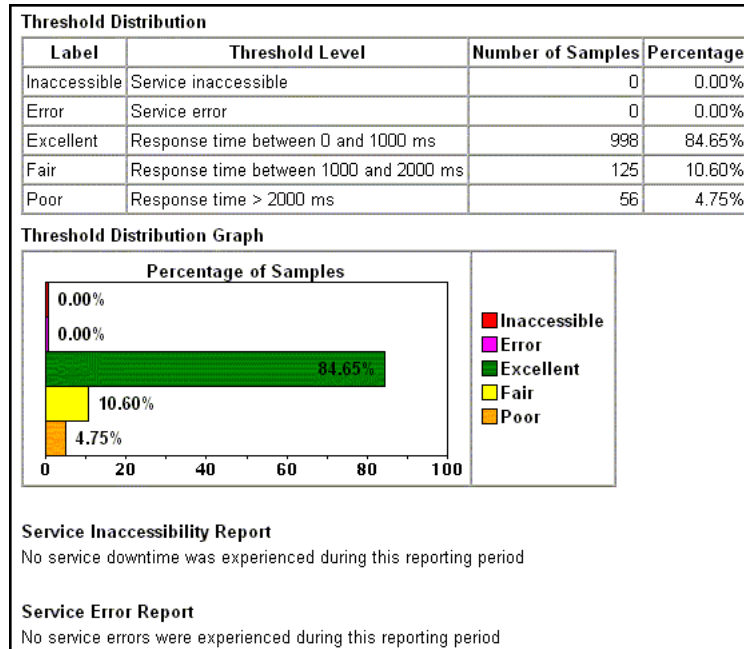 Threshold Distribution
Label Threshold Level Number of Samples Percentage
Inaccessible Service inaccessible 0 0.00%
Error Service error 0 0.00%
Excellent Response time between 0 and 1000 ms 998 84.65%
Fair Response time between 1000 and 2000 ms 125 10.60%
Poor Response time > 2000 ms 56 4.75%
Threshold Distribution Graph
Percentage of Samples
0.00%
0.00%
84.65%
10.60%
4.75%
0 20 40 60 80 100
Inaccessible
Error
Excellent
Fair
Poor
Service Inaccessibility Report
No service downtime was experienced during this reporting period
Service Error Report
No service errors were experienced during this reporting period